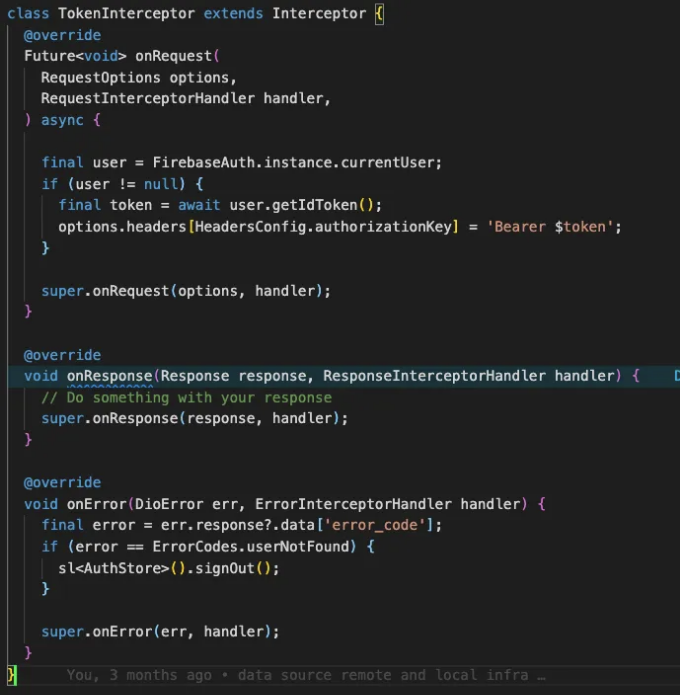 class TokenInterceptor extends Interceptor {
@override
Future<void> onRequest(
RequestOptions options,
RequestInterceptorHandler handler,
) async {
final user = FirebaseAuth.instance.currentUser;
if (user != null) {
final token = await user.getIdToken();
options.headers[HeadersConfig.authorizationKey] = 'Bearer $token';
}
super.onRequest(options, handler);
}
@override
void onResponse(Response response, ResponseInterceptorHandler handler) {
// Do something with your response
super.onResponse(response, handler);
}
@override
void onError(DioError err, ErrorInterceptorHandler handler) {
final error = err.response?.data['error_code'];
if (error == ErrorCodes.userNotFound) {
sl<AuthStore>().signOut();
}
super.onError(err, handler);
}
} You, 3 months ago • data source remote and local infra …